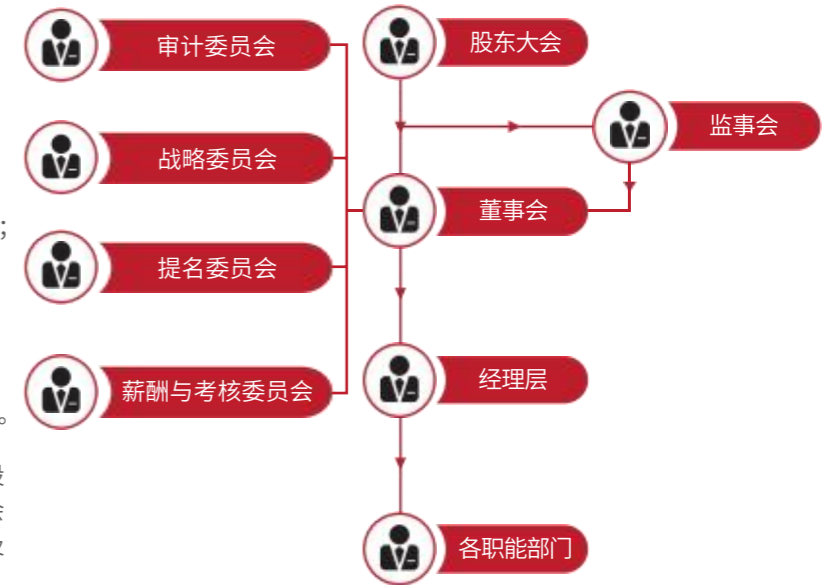 审计委员会
股东大会
监事会
战略委员会
董事会
；
提名委员会
经理层
薪酬与考核委员会
。
各职能部门